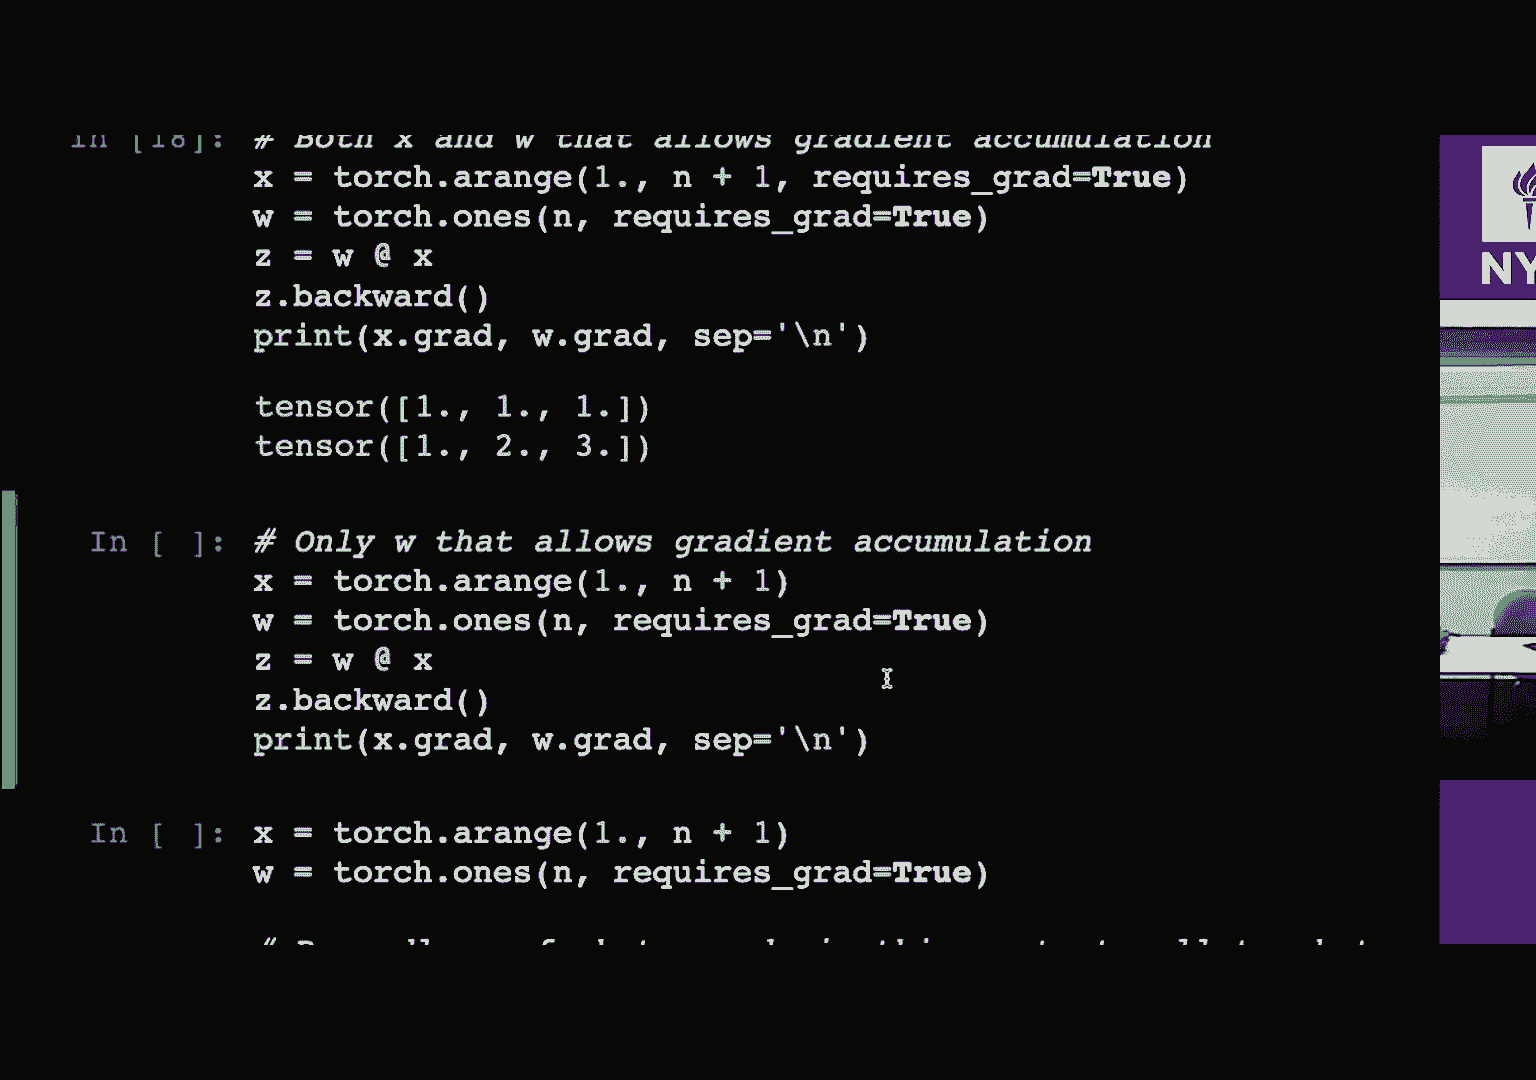 In [18]: # Both x and w that allows gradient accumulation
x = torch.arange(1., n + 1, requires_grad=True)
w = torch.ones(n, requires_grad=True)
z = w @ x
z.backward()
print(x.grad, w.grad, sep='\n')
tensor([1., 1., 1.])
tensor([1., 2., 3.])
In [ ]: # Only w that allows gradient accumulation
x = torch.arange(1., n + 1)
w = torch.ones(n, requires_grad=True)
z = w @ x
z.backward()
print(x.grad, w.grad, sep='\n')
In [ ]: x = torch.arange(1., n + 1)
w = torch.ones(n, requires_grad=True)
NY